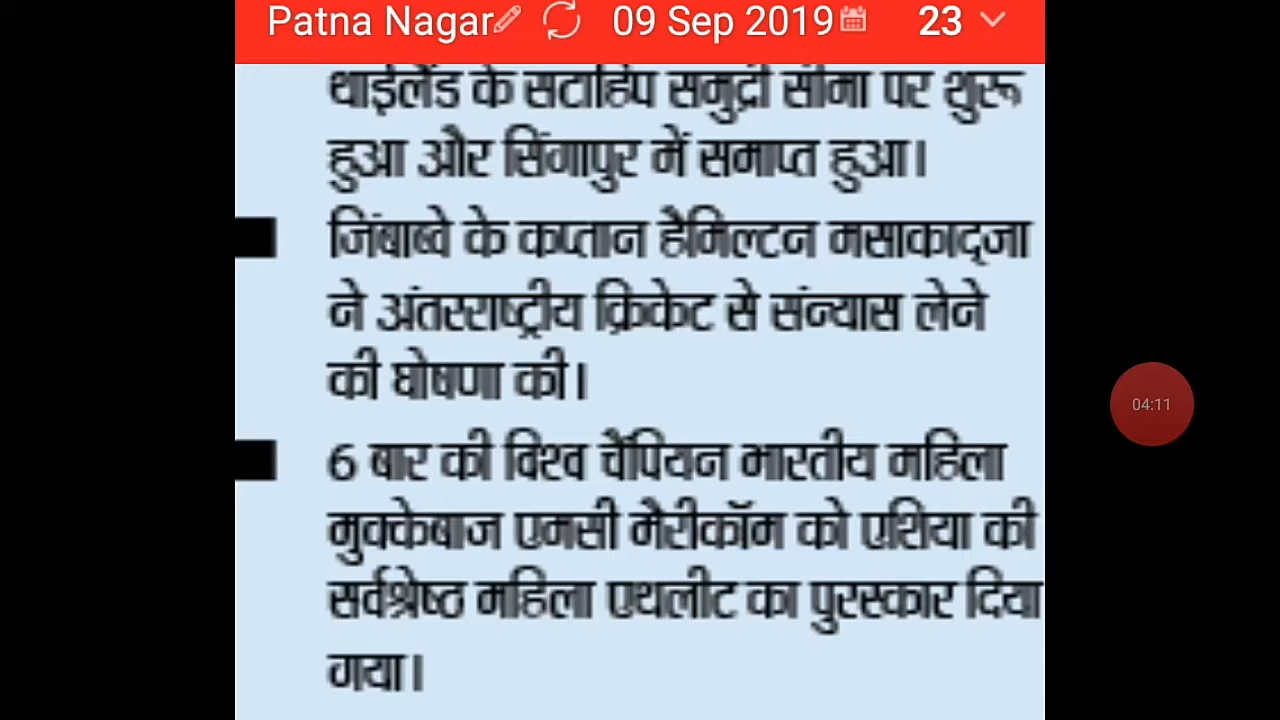 Patna Nagar 09 Sep 2019 23
थाईलैंड के सटाहिप समुद्री सीमा पर शुरू
हुआ और सिंगापुर में समाप्त हुआ।
जिंबाब्वे के कप्तान हैमिल्टन मसाकाद्जा
ने अंतरराष्ट्रीय क्रिकेट से संन्यास लेने
की घोषणा की।
6 बार की विश्व चैंपियन भारतीय महिला
मुक्केबाज एमसी मैरीकॉम को एशिया की
सर्वश्रेष्ठ महिला एथलीट का पुरस्कार दिया
गया।
04:11